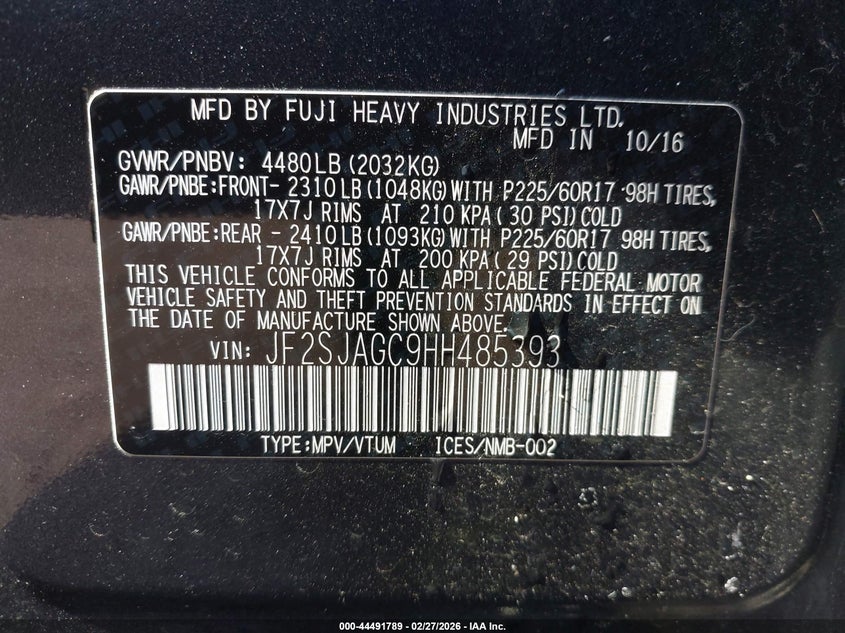 MFD BY FUJI HEAVY INDUSTRIES LTD.
MFD IN 10/16
GVWR/PNBV: 4480LB (2032KG)
GAWR/PNBE:FRONT- 2310LB (1048KG) WITH P225/60R17 98H TIRES,
17X7J RIMS AT 210 KPA ( 30 PSI) COLD
GAWR/PNBE:REAR - 2410LB (1093KG) WITH P225/60R17 98H TIRES,
17X7J RIMS AT 200 KPA ( 29 PSI) COLD
THIS VEHICLE CONFORMS TO ALL APPLICABLE FEDERAL MOTOR
VEHICLE SAFETY AND THEFT PREVENTION STANDARDS IN EFFECT ON
THE DATE OF MANUFACTURE SHOWN ABOVE.
VIN: JF2SJAGC9HH485393
TYPE:MPV/VTUM ICES/NMB-002
000-44491789 - 02/27/2026 - IAA Inc.